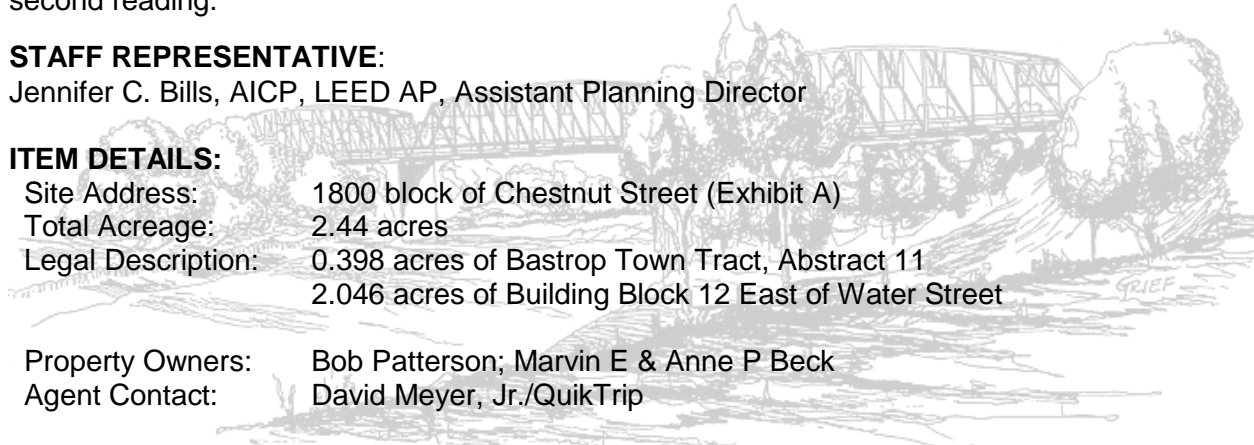 second reading.
STAFF REPRESENTATIVE:
Jennifer C. Bills, AICP, LEED AP, Assistant Planning Director
ITEM DETAILS:
Site Address: 1800 block of Chestnut Street (Exhibit A)
Total Acreage: 2.44 acres
Legal Description: 0.398 acres of Bastrop Town Tract, Abstract 11
2.046 acres of Building Block 12 East of Water Street
GRIEF
Property Owners: Bob Patterson; Marvin E & Anne P Beck
Agent Contact: David Meyer, Jr./QuikTrip